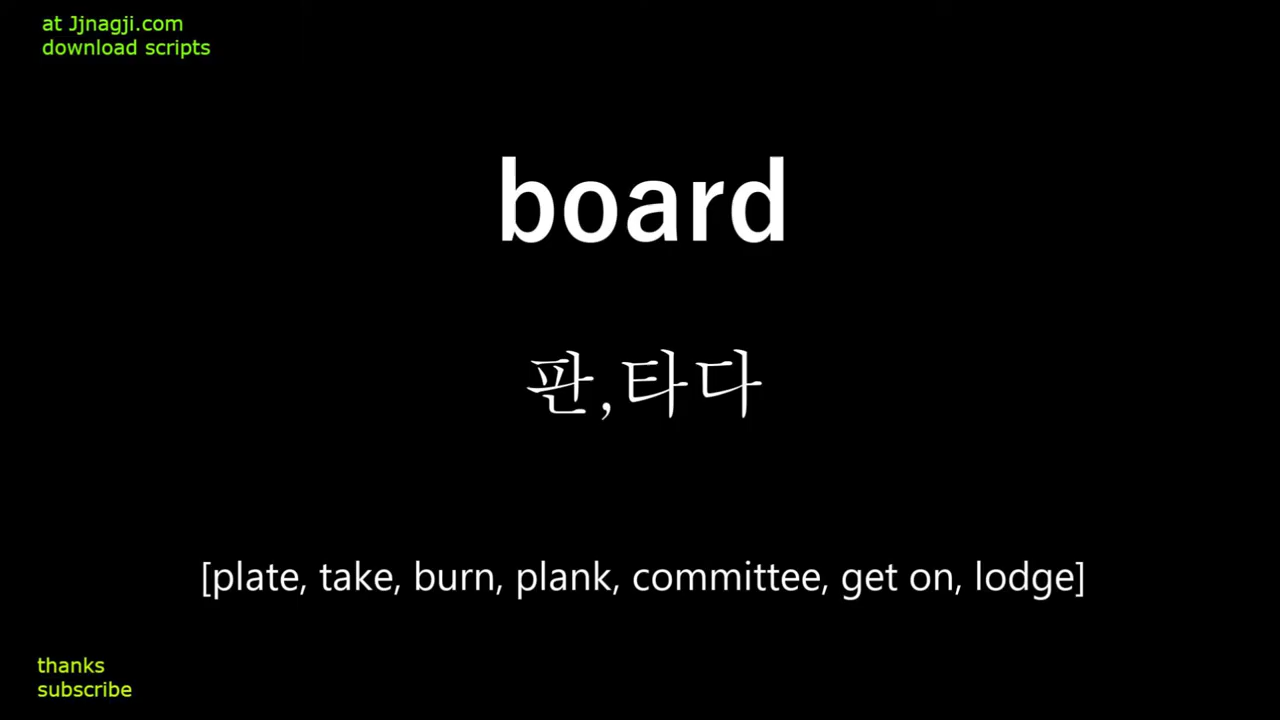 at Jjnagji.com
download scripts
board
판,타다
[plate, take, burn, plank, committee, get on, lodge]
thanks
subscribe